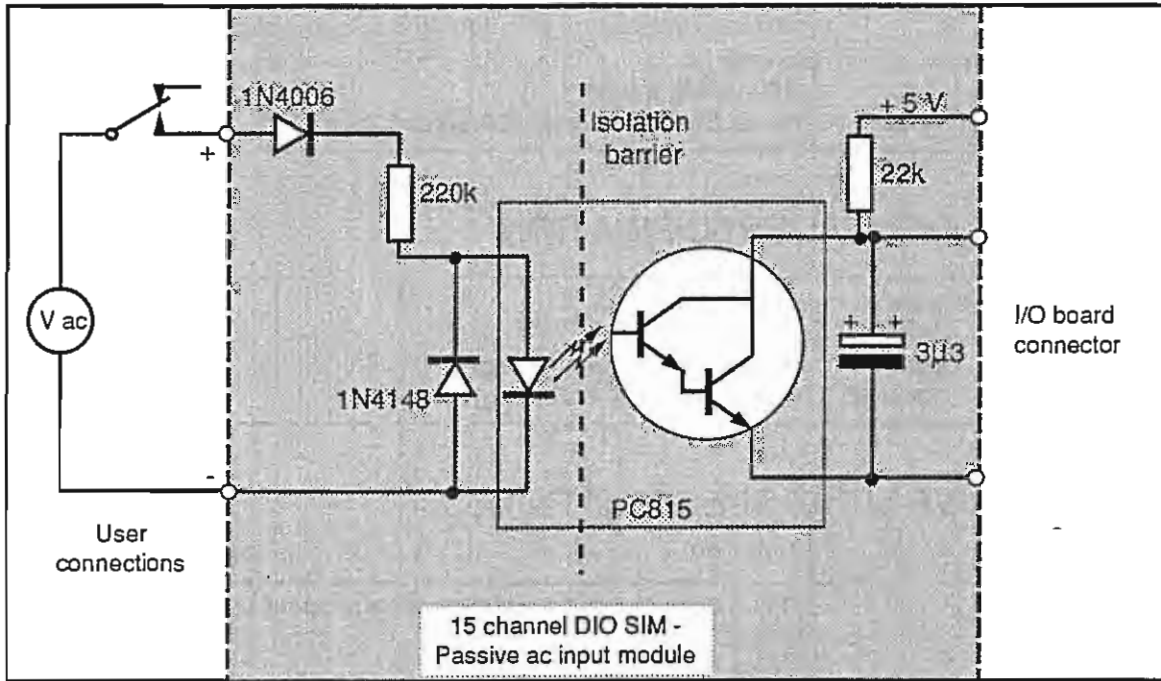 1N4006
+ 5 V
Isolation
barrier
+
220k
22k
V ac
I/O board
connector
+ +
3µ3
1N4148
-
PC815
User
connections
15 channel DIO SIM -
Passive ac input module